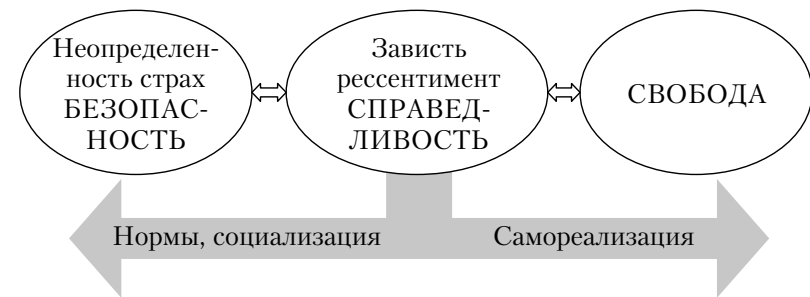 Неопределен-
ность страх
БЕЗОПАС-
НОСТЬ
Зависть
рессентимент
СПРАВЕД-
ЛИВОСТЬ
СВОБОДА
Нормы, социализация
Самореализация